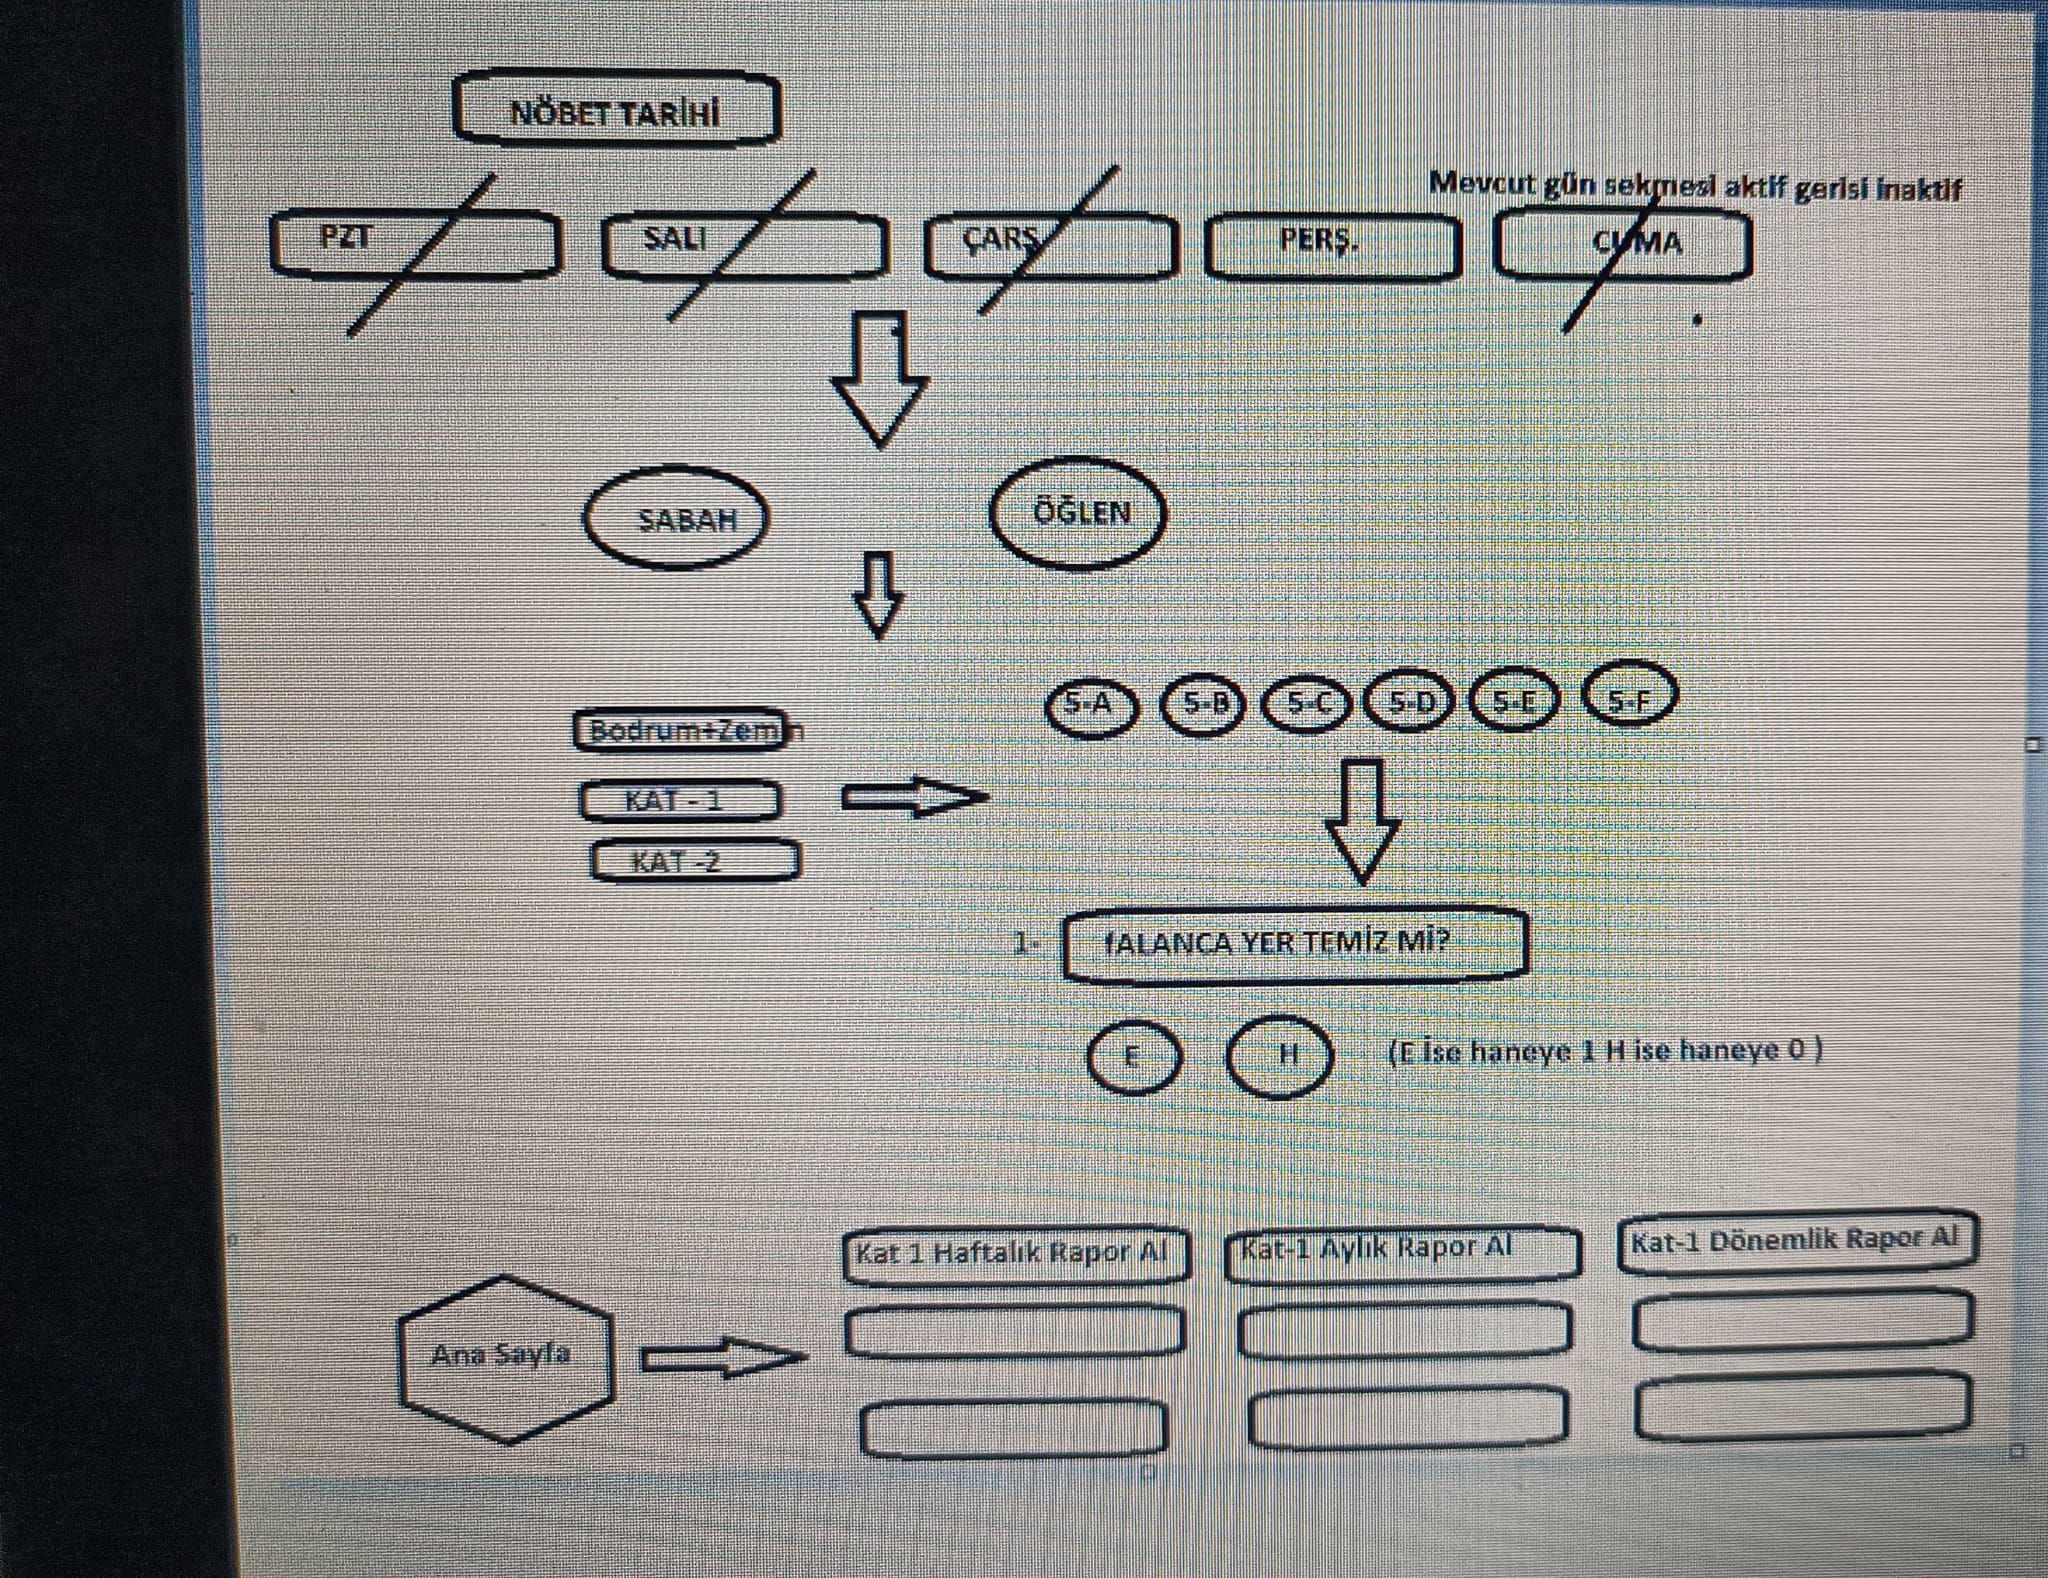 NÖBET TARİHİ
Mevcut gün sekmesi aktif gerisi inaktif
PZT
SALI
ÇARŞ
PERŞ.
CUMA
SABAH
ÖĞLEN
5-A
5-B
5-C
5-D
5-E
5-F
Bodrum+Zemin
KAT - 1
KAT -2
1- fALANCA YER TEMİZ Mİ?
E
H
(E ise haneye 1 H ise haneye 0 )
Kat 1 Haftalık Rapor Al
Kat-1 Aylık Rapor Al
Kat-1 Dönemlik Rapor Al
Ana Sayfa